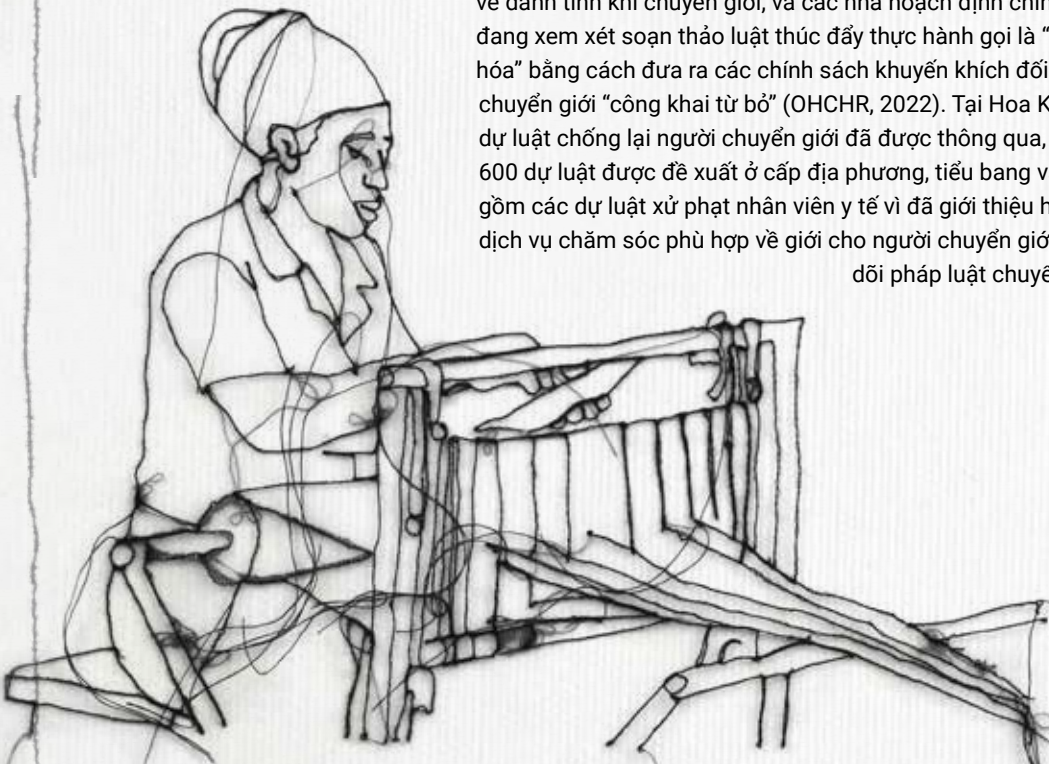 về danh tính khi chuyển giới, và các nhà hoạch định chín
đang xem xét soạn thảo luật thúc đẩy thực hành gọi là “
hóa” bằng cách đưa ra các chính sách khuyến khích đối
chuyển giới “công khai từ bỏ” (OHCHR, 2022). Tại Hoa K
dự luật chống lại người chuyển giới đã được thông qua,
600 dự luật được đề xuất ở cấp địa phương, tiểu bang v
gồm các dự luật xử phạt nhân viên y tế vì đã giới thiệu h
dịch vụ chăm sóc phù hợp về giới cho người chuyển giớ
dõi pháp luật chuyể